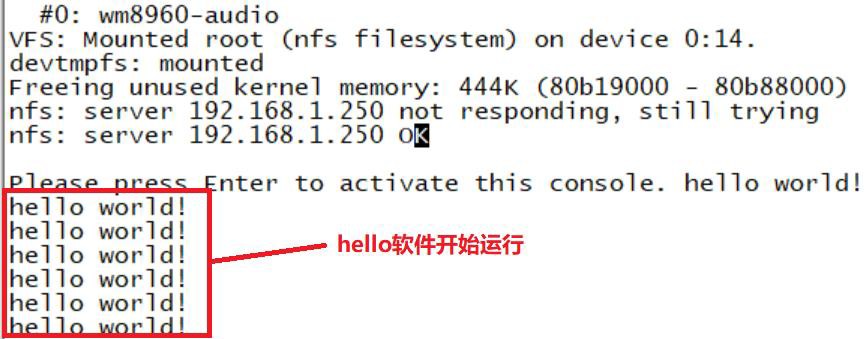 #0: wm8960-audio
VFS: Mounted root (nfs filesystem) on device 0:14.
devtmpfs: mounted
Freeing unused kernel memory: 444K (80b19000 - 80b88000)
nfs: server 192.168.1.250 not responding, still trying
nfs: server 192.168.1.250 OK
Please press Enter to activate this console. hello world!
hello world!
hello world!
hello软件开始运行
hello world!
hello world!
hello world!
hello world!